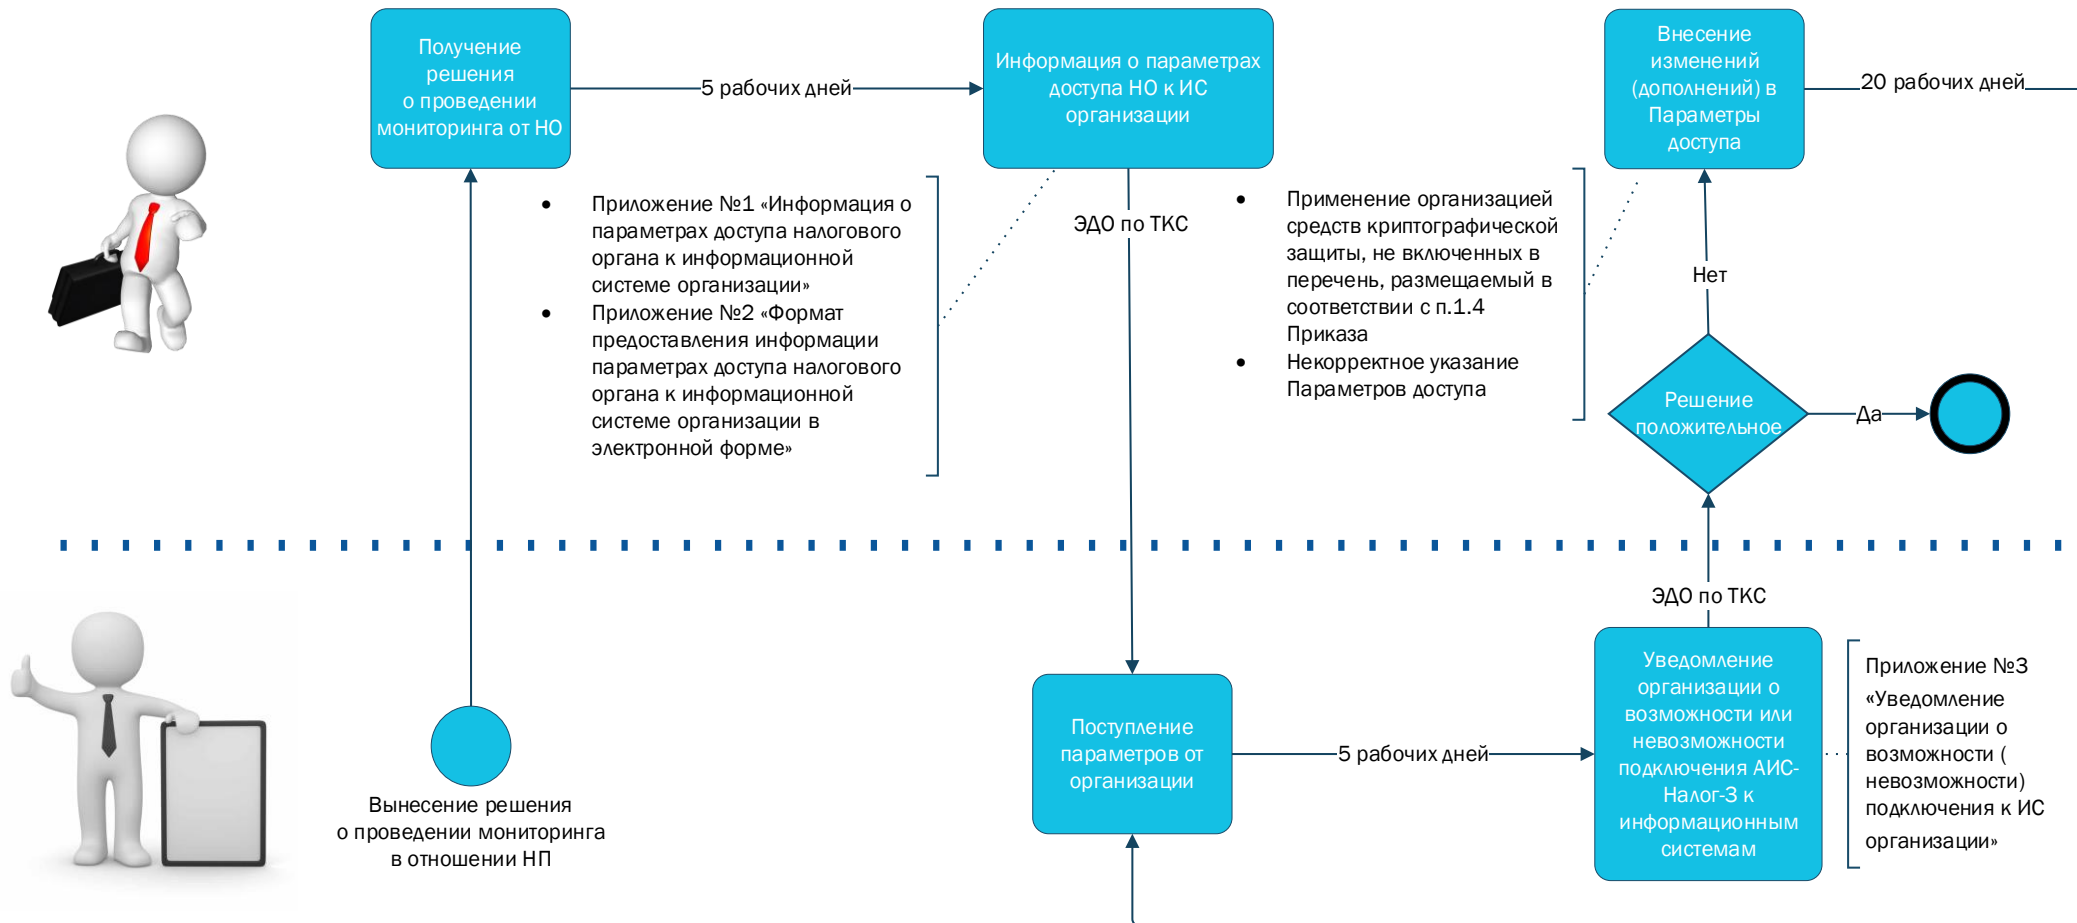 Получение
решения
о проведении
мониторинга от НО
5 рабочих дней
Информация о параметрах
доступа НО к ИС
организации
Внесение
изменений
(дополнений) в
Параметры
доступа
20 рабочих дней
• Приложение №1 «Информация о
параметрах доступа налогового
органа к информационной
системе организации»
• Приложение №2 «Формат
предоставления информации
параметрах доступа налогового
органа к информационной
системе организации в
электронной форме»
ЭДО по ТКС
• Применение организацией
средств криптографической
защиты, не включенных в
перечень, размещаемый в
соответствии с п.1.4
Приказа
• Некорректное указание
Параметров доступа
Нет
Решение
положительное
Да
ЭДО по ТКС
Вынесение решения
о проведении мониторинга
в отношении НП
Поступление
параметров от
организации
5 рабочих дней
Уведомление
организации о
возможности или
невозможности
подключения АИС-
Налог-3 к
информационным
системам
Приложение №3
«Уведомление
организации о
возможности (
невозможности)
подключения к ИС
организации»